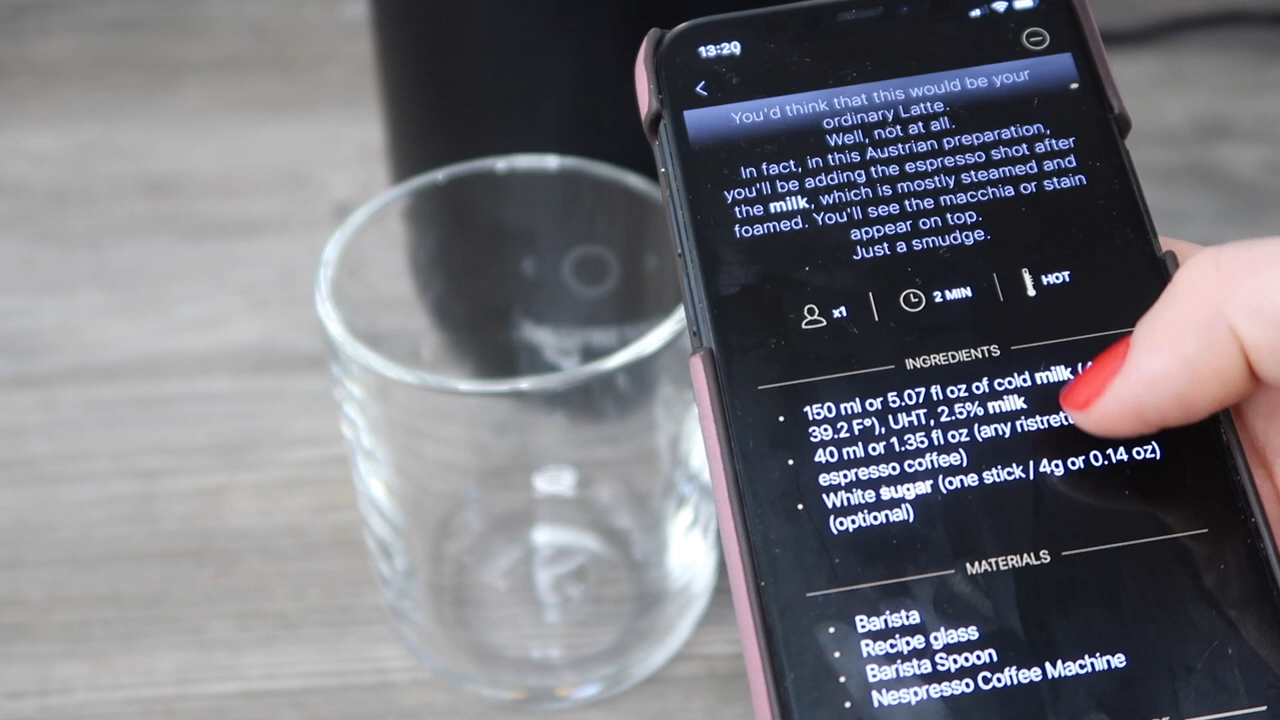 13:20
You'd think that this would be your
ordinary Latte.
Well, not at all.
In fact, in this Austrian preparation,
you'll be adding the espresso shot after
the milk, which is mostly steamed and
foamed. You'll see the macchia or stain
appear on top.
Just a smudge.
x1
2 MIN
HOT
INGREDIENTS
150 ml or 5.07 fl oz of cold milk (
39.2 F°), UHT, 2.5% milk
40 ml or 1.35 fl oz (any
espresso coffee)
White sugar (one stick / 4g or 0.14 oz)
(optional)
MATERIALS
Barista
Recipe glass
Barista Spoon
Nespresso Coffee Machine